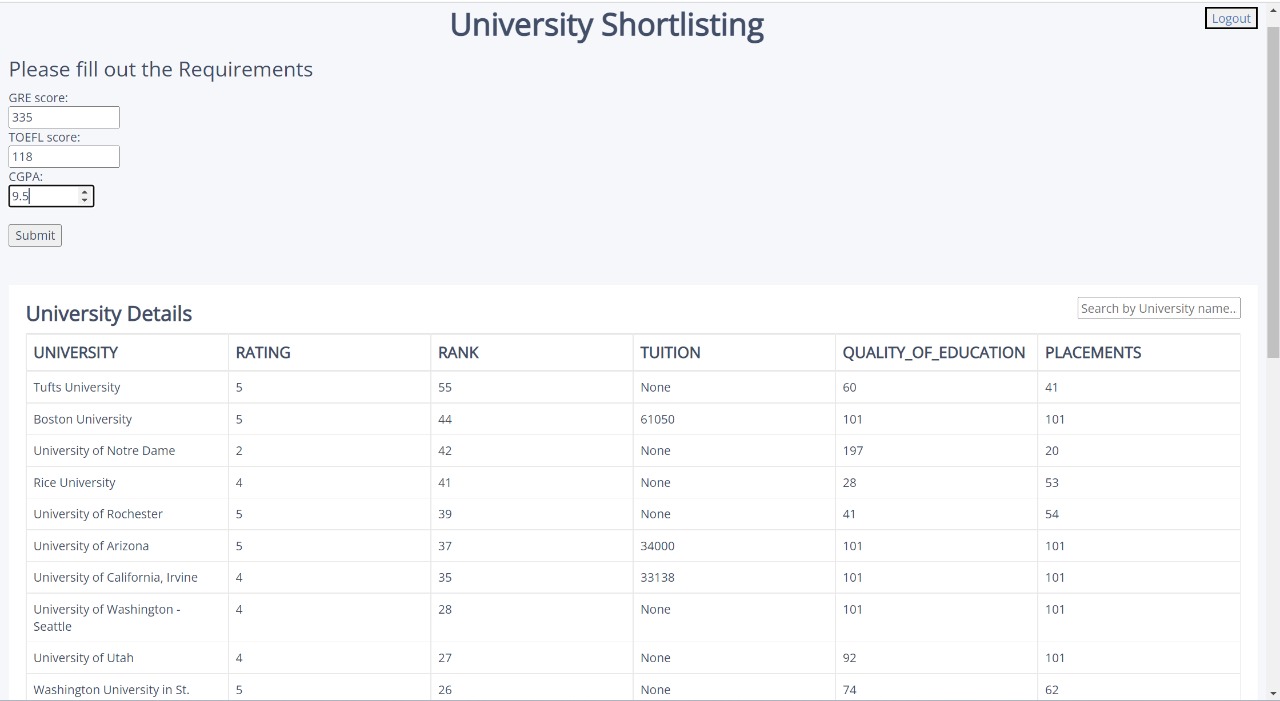 University Shortlisting
Logout
Please fill out the Requirements
GRE score:
335
TOEFL score:
118
CGPA:
9.5
Submit
University Details
Search by University name..
UNIVERSITY RATING RANK TUITION QUALITY_OF_EDUCATION PLACEMENTS
Tufts University 5 55 None 60 41
Boston University 5 44 61050 101 101
University of Notre Dame 2 42 None 197 20
Rice University 4 41 None 28 53
University of Rochester 5 39 None 41 54
University of Arizona 5 37 34000 101 101
University of California, Irvine 4 35 33138 101 101
University of Washington - 4 28 None 101 101
Seattle
University of Utah 4 27 None 92 101
Washington University in St. 5 26 None 74 62